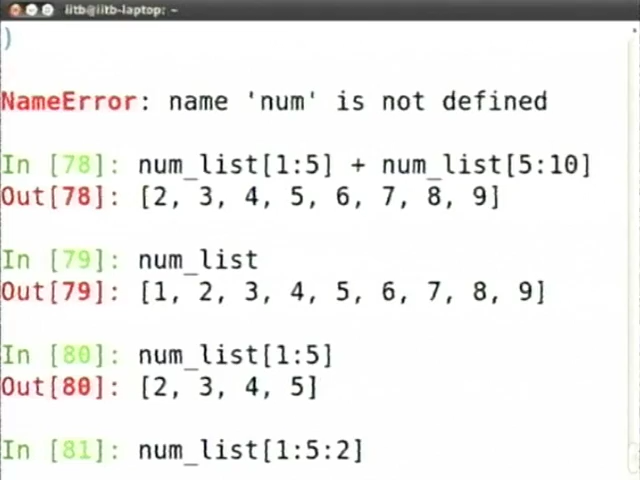 iitb@iitb-laptop: ~
)
NameError: name 'num' is not defined
In [78]: num_list[1:5] + num_list[5:10]
Out[78]: [2, 3, 4, 5, 6, 7, 8, 9]
In [79]: num_list
Out[79]: [1, 2, 3, 4, 5, 6, 7, 8, 9]
In [80]: num_list[1:5]
Out[80]: [2, 3, 4, 5]
In [81]: num_list[1:5:2]